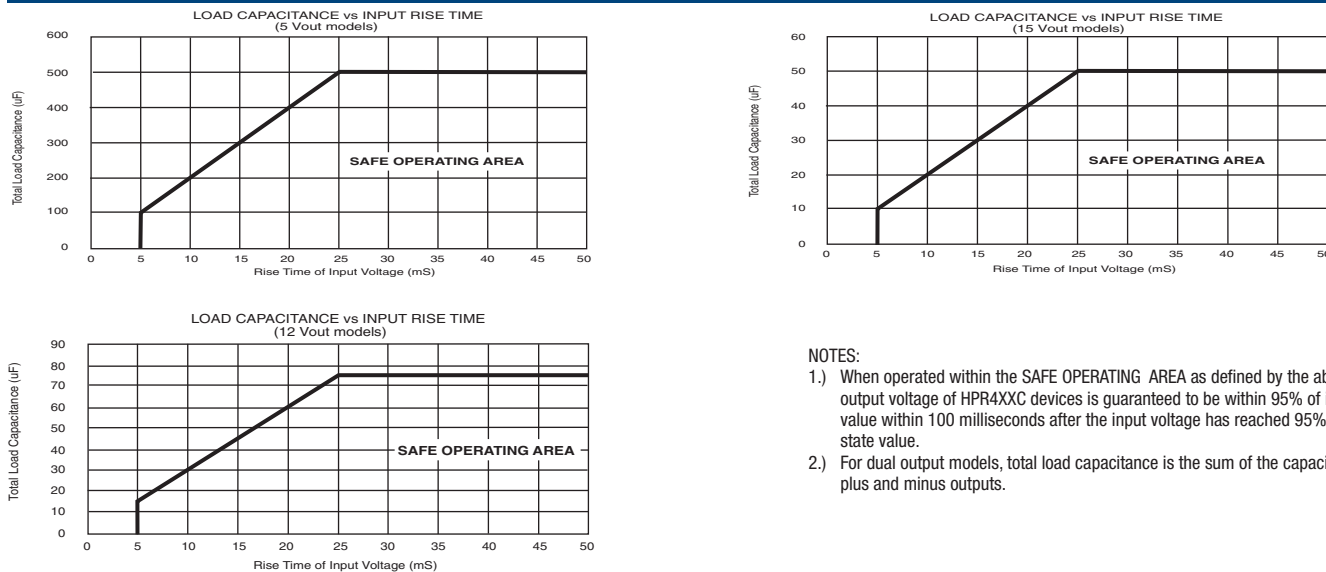 LOAD CAPACITANCE vs INPUT RISE TIME
(5 Vout models)
600
500
400
300
200
100
0
Total Load Capacitance (uF)
SAFE OPERATING AREA
0 5 10 15 20 25 30 35 40 45 50
Rise Time of Input Voltage (mS)
LOAD CAPACITANCE vs INPUT RISE TIME
(15 Vout models)
60
50
40
30
20
10
0
Total Load Capacitance (uF)
SAFE OPERATING AREA
0 5 10 15 20 25 30 35 40 45
Rise Time of Input Voltage (mS)
LOAD CAPACITANCE vs INPUT RISE TIME
(12 Vout models)
90
80
70
60
50
40
30
20
10
0
Total Load Capacitance (uF)
SAFE OPERATING AREA
0 5 10 15 20 25 30 35 40 45 50
Rise Time of Input Voltage (mS)
NOTES:
1.) When operated within the SAFE OPERATING AREA as defined by the
output voltage of HPR4XXC devices is guaranteed to be within 95% of
value within 100 milliseconds after the input voltage has reached 95%
state value.
2.) For dual output models, total load capacitance is the sum of the
plus and minus outputs.